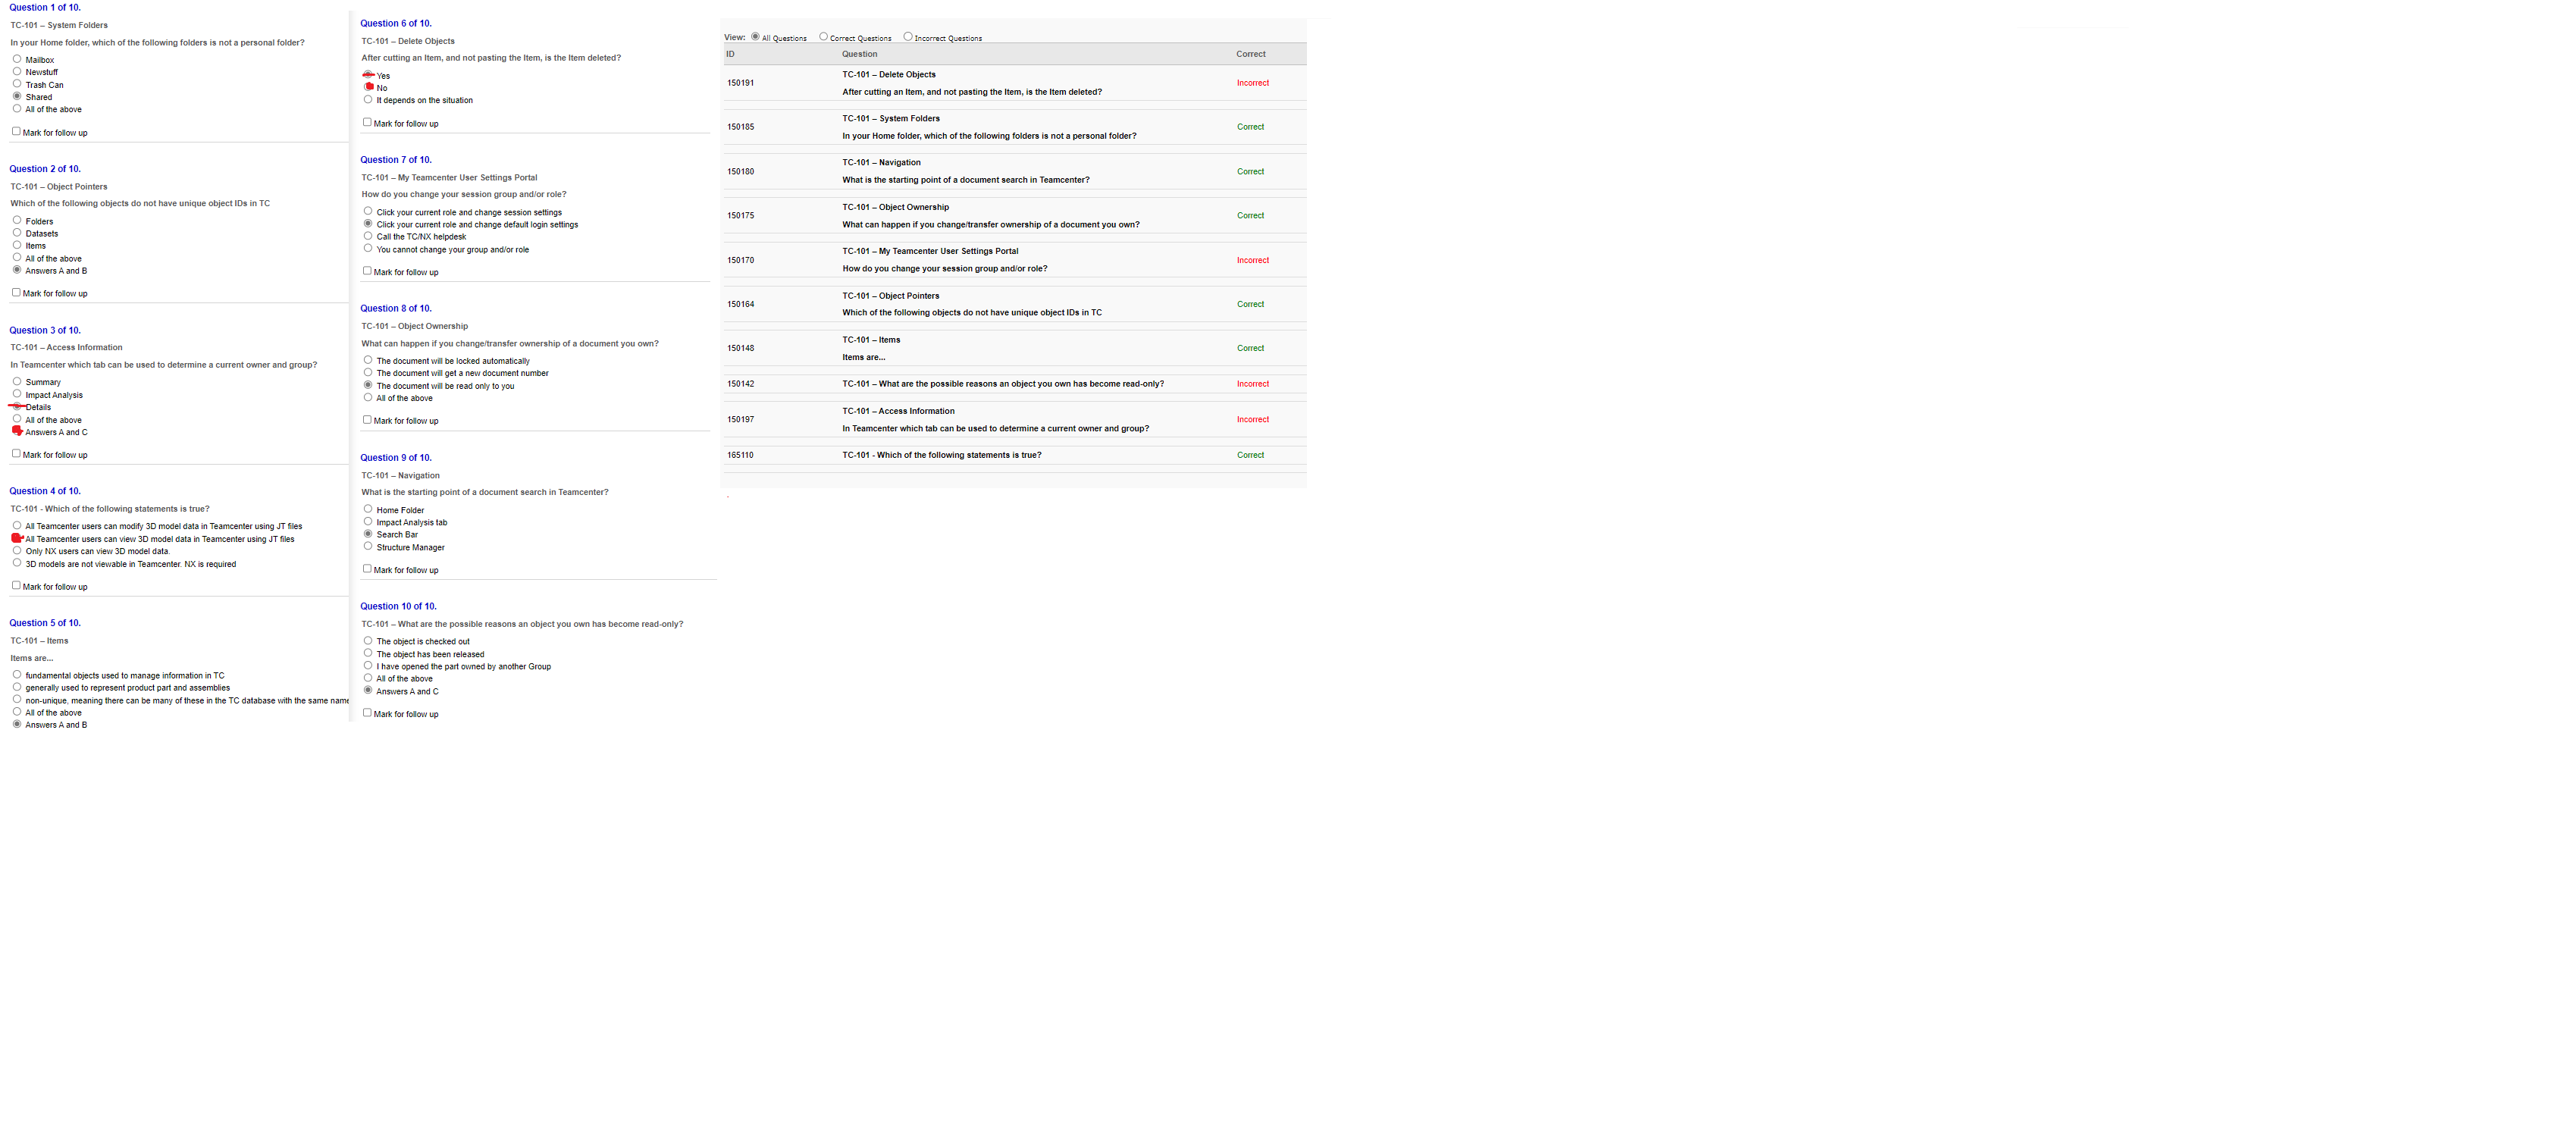 Question 1 of 10.
TC-101 – System Folders
In your Home folder, which of the following folders is not a personal folder?
Mailbox
Newstuff
Trash Can
Shared
All of the above
Mark for follow up
Question 2 of 10.
TC-101 – Object Pointers
Which of the following objects do not have unique object IDs in TC
Folders
Datasets
Items
All of the above
Answers A and B
Mark for follow up
Question 3 of 10.
TC-101 – Access Information
In Teamcenter which tab can be used to determine a current owner and group?
Summary
Impact Analysis
Details
All of the above
Answers A and C
Mark for follow up
Question 4 of 10.
TC-101 - Which of the following statements is true?
All Teamcenter users can modify 3D model data in Teamcenter using JT files
All Teamcenter users can view 3D model data in Teamcenter using JT files
Only NX users can view 3D model data.
3D models are not viewable in Teamcenter. NX is required
Mark for follow up
Question 5 of 10.
TC-101 – Items
Items are...
fundamental objects used to manage information in TC
generally used to represent product part and assemblies
non-unique, meaning there can be many of these in the TC database with the same name
All of the above
Answers A and B
Question 6 of 10.
TC-101 – Delete Objects
After cutting an Item, and not pasting the Item, is the Item deleted?
Yes
No
It depends on the situation
Mark for follow up
Question 7 of 10.
TC-101 – My Teamcenter User Settings Portal
How do you change your session group and/or role?
Click your current role and change session settings
Click your current role and change default login settings
Call the TC/NX helpdesk
You cannot change your group and/or role
Mark for follow up
Question 8 of 10.
TC-101 – Object Ownership
What can happen if you change/transfer ownership of a document you own?
The document will be locked automatically
The document will get a new document number
The document will be read only to you
All of the above
Mark for follow up
Question 9 of 10.
TC-101 – Navigation
What is the starting point of a document search in Teamcenter?
Home Folder
Impact Analysis tab
Search Bar
Structure Manager
Mark for follow up
Question 10 of 10.
TC-101 – What are the possible reasons an object you own has become read-only?
The object is checked out
The object has been released
I have opened the part owned by another Group
All of the above
Answers A and C
Mark for follow up
View: All Questions Correct Questions Incorrect Questions
ID Question Correct
TC-101 – Delete Objects
150191 Incorrect
After cutting an Item, and not pasting the Item, is the Item deleted?
TC-101 – System Folders
150185 Correct
In your Home folder, which of the following folders is not a personal folder?
TC-101 – Navigation
150180 Correct
What is the starting point of a document search in Teamcenter?
TC-101 – Object Ownership
150175 Correct
What can happen if you change/transfer ownership of a document you own?
TC-101 – My Teamcenter User Settings Portal
150170 Incorrect
How do you change your session group and/or role?
TC-101 – Object Pointers
150164 Correct
Which of the following objects do not have unique object IDs in TC
TC-101 – Items
150148 Correct
Items are...
150142 TC-101 – What are the possible reasons an object you own has become read-only? Incorrect
TC-101 – Access Information
150197 Incorrect
In Teamcenter which tab can be used to determine a current owner and group?
165110 TC-101 - Which of the following statements is true? Correct